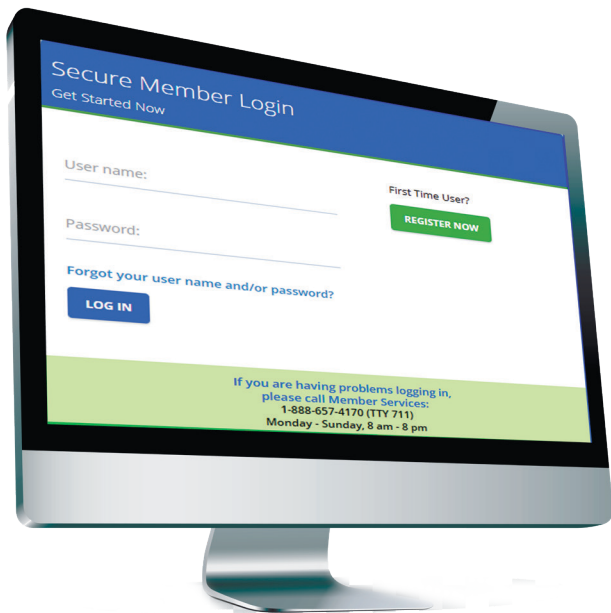 Secure Member Login
Get Started Now
User name:
Password:
Forgot your user name and/or password?
LOG IN
First Time User?
REGISTER NOW
If you are having problems logging in,
please call Member Services:
1-888-657-4170 (TTY 711)
Monday - Sunday, 8 am - 8 pm